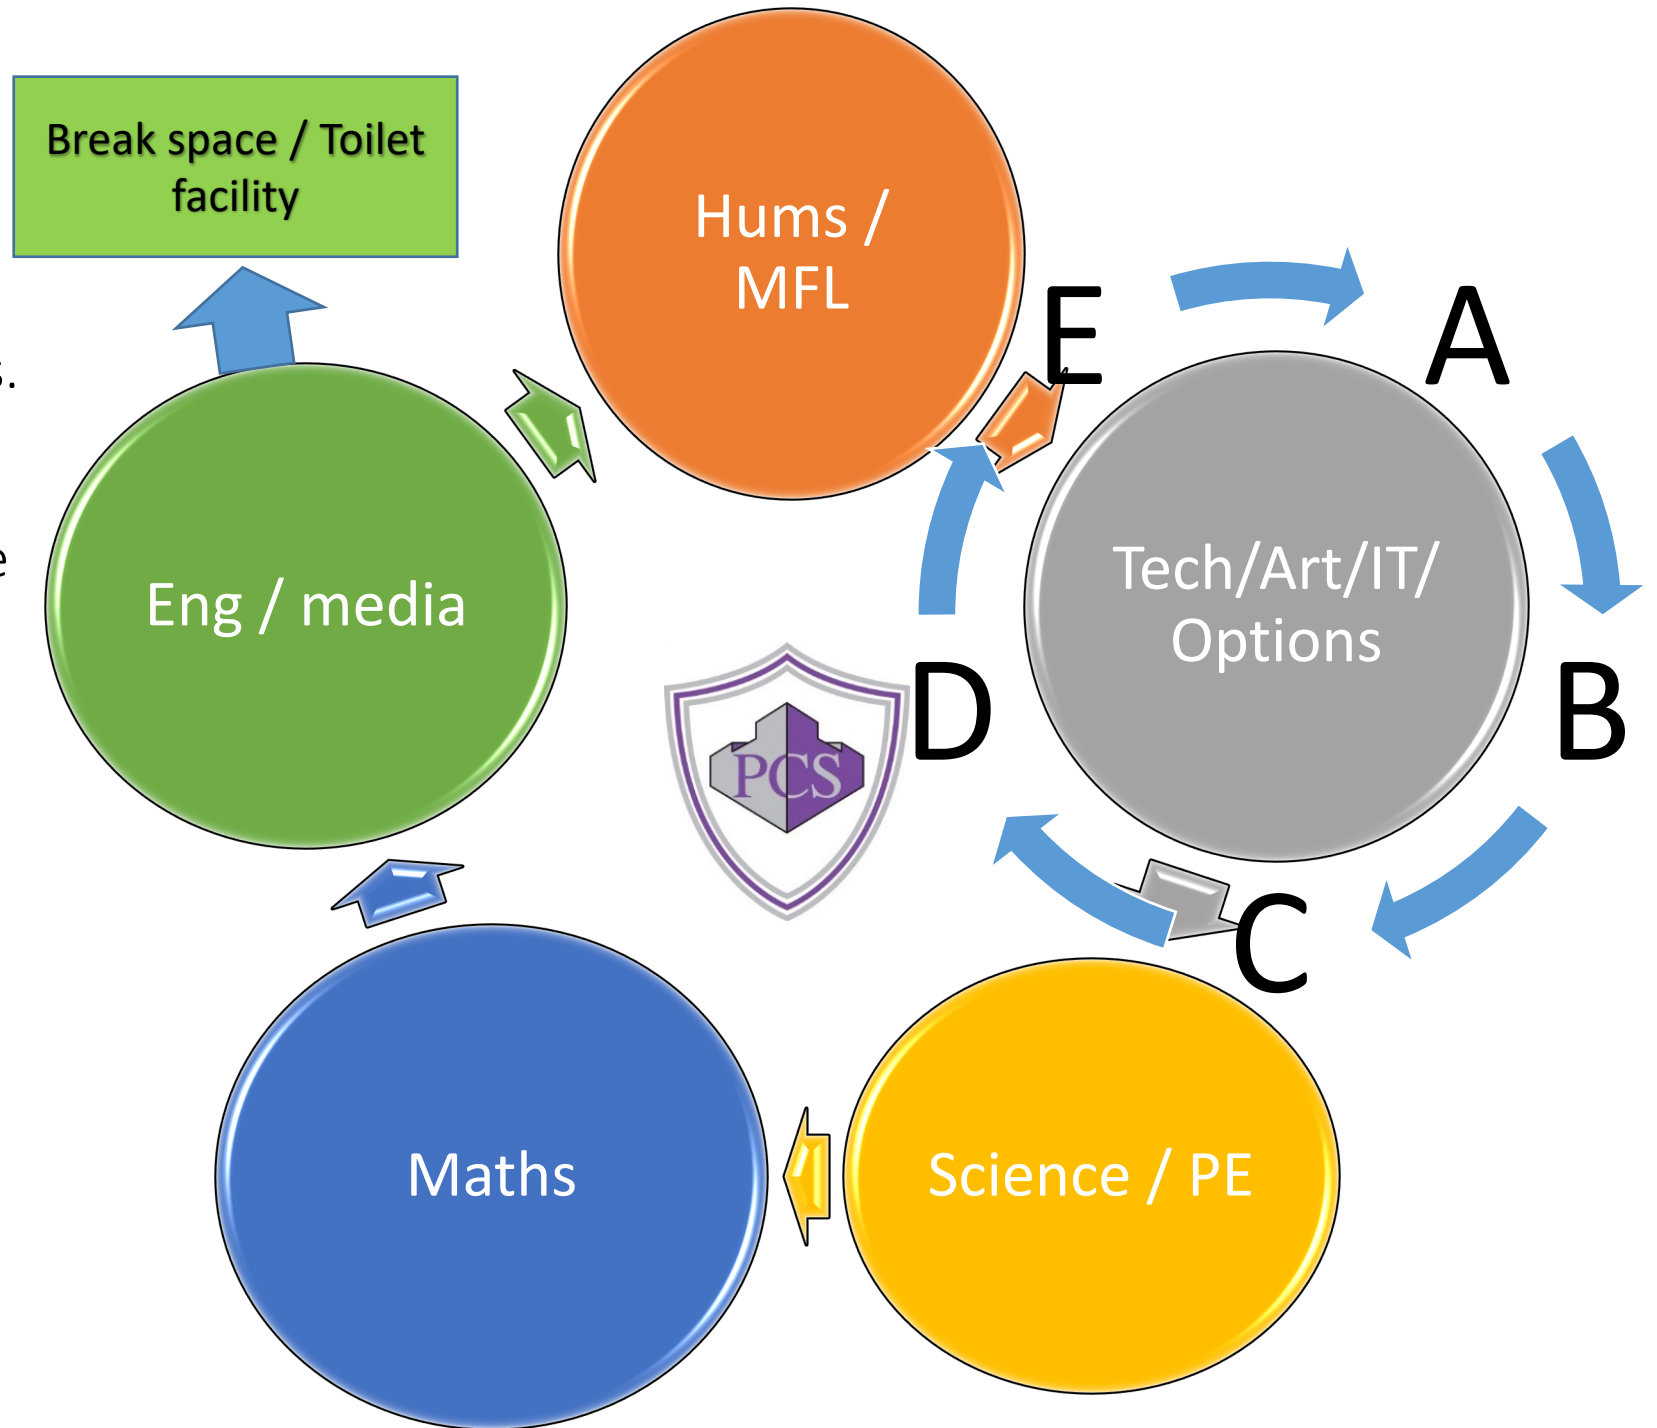 Break space / Toilet
facility
Hums /
MFL
E
A
s.
e
Eng / media
Tech/Art/IT/
Options
D
B
PCS
C
Maths
Science / PE